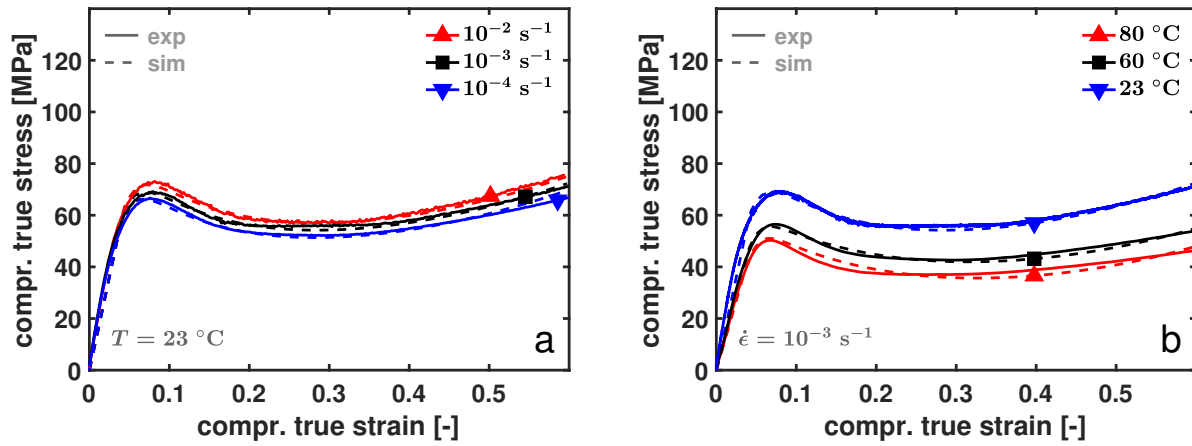 compr. true stress [MPa]
120
100
80
60
40
20
0
exp
sim
10⁻² s⁻¹
10⁻³ s⁻¹
10⁻⁴ s⁻¹
T = 23 °C
a
0 0.1 0.2 0.3 0.4 0.5
compr. true strain [-]
compr. true stress [MPa]
120
100
80
60
40
20
0
exp
sim
80 °C
60 °C
23 °C
ϵ̇ = 10⁻³ s⁻¹
b
0 0.1 0.2 0.3 0.4 0.5
compr. true strain [-]